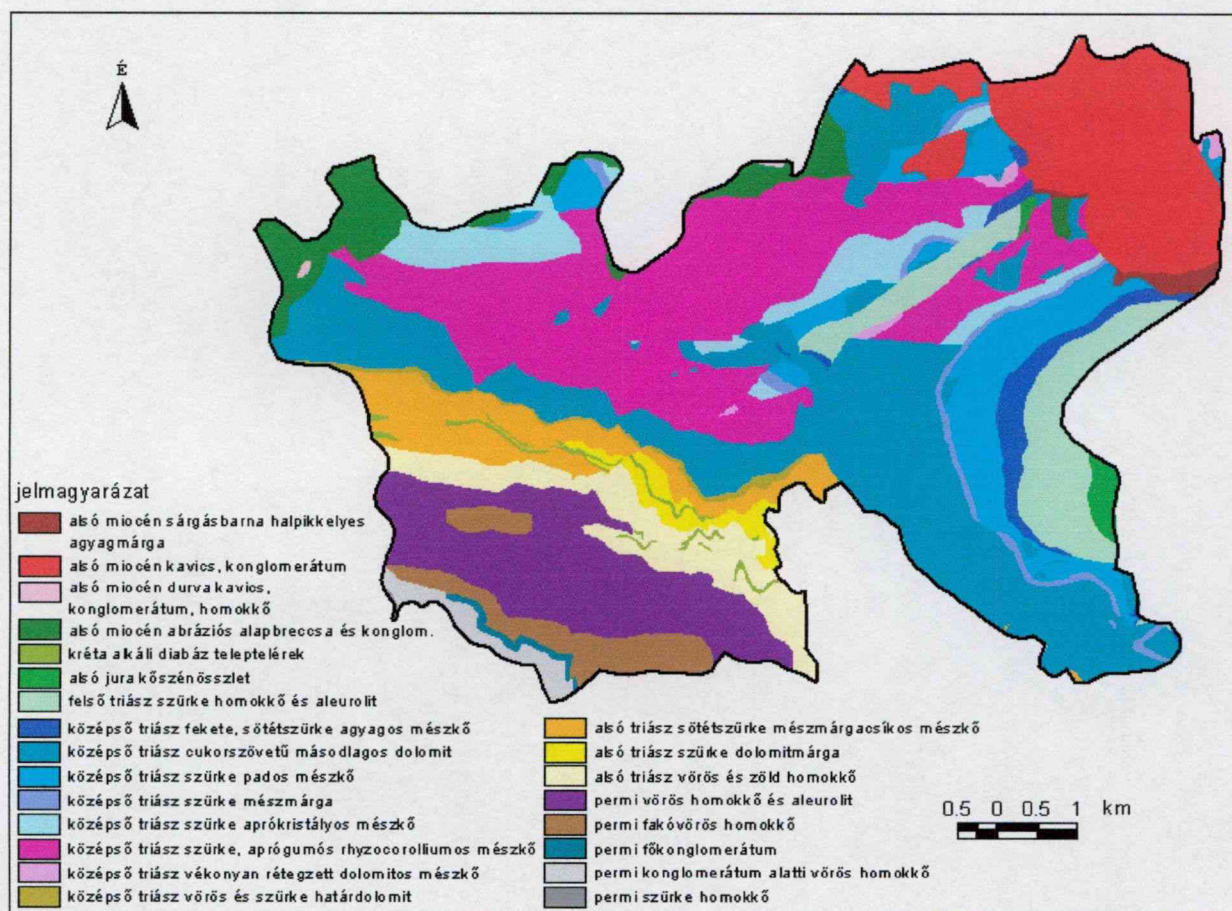 É
jelmagyarázat
alsó miocén sárgásbarna halpikkelyes
agyagmárga
alsó miocén kavics, konglomerátum
alsó miocén durva kavics,
konglomerátum, homokkő
alsó miocén abráziós alapbreccsa és konglom.
kréta alkáli diabáz teleptelérek
alsó jura kőszénösszlet
felső triász szürke homokkő és aleurolit
középső triász fekete, sötétszürke agyagos mészkő
középső triász cukorszövetű másodlagos dolomit
középső triász szürke pados mészkő
középső triász szürke mészmárga
középső triász szürke aprókristályos mészkő
középső triász szürke, aprógumós rhyzocorolliumos mészkő
középső triász vékonyan rétegzett dolomitos mészkő
középső triász vörös és szürke határdolomit
alsó triász sötétszürke mészmárgacsíkos mészkő
alsó triász szürke dolomitmárga
alsó triász vörös és zöld homokkő
permi vörös homokkő és aleurolit
permi fakóvörös homokkő
permi főkonglomerátum
permi konglomerátum alatti vörös homokkő
permi szürke homokkő
0.5 0 0.5 1 km